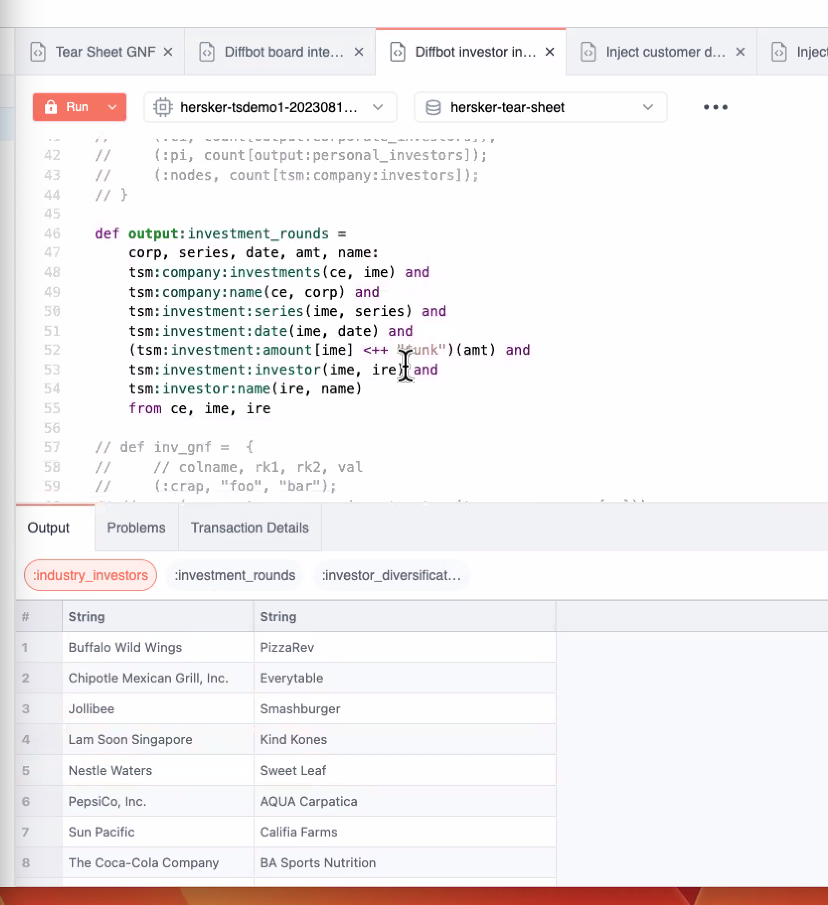 Tear Sheet GNF
Diffbot board inte...
Diffbot investor in...
Inject customer d...
Inject
Run
hersker-tsdemo1-2023081...
hersker-tear-sheet
42 // (:pi, count[output:personal_investors]);
43 // (:nodes, count[tsm:company:investors]);
44 // }
45
46 def output:investment_rounds =
47 corp, series, date, amt, name:
48 tsm:company:investments(ce, ime) and
49 tsm:company:name(ce, corp) and
50 tsm:investment:series(ime, series) and
51 tsm:investment:date(ime, date) and
52 (tsm:investment:amount[ime] <++ "unk")(amt) and
53 tsm:investment:investor(ime, ire) and
54 tsm:investor:name(ire, name)
55 from ce, ime, ire
56
57 // def inv_gnf = {
58 // // colname, rk1, rk2, val
59 // (:crap, "foo", "bar");
Output
Problems
Transaction Details
:industry_investors
:investment_rounds
:investor_diversificat...
# String String
1 Buffalo Wild Wings PizzaRev
2 Chipotle Mexican Grill, Inc. Everytable
3 Jollibee Smashburger
4 Lam Soon Singapore Kind Kones
5 Nestle Waters Sweet Leaf
6 PepsiCo, Inc. AQUA Carpatica
7 Sun Pacific Califia Farms
8 The Coca-Cola Company BA Sports Nutrition